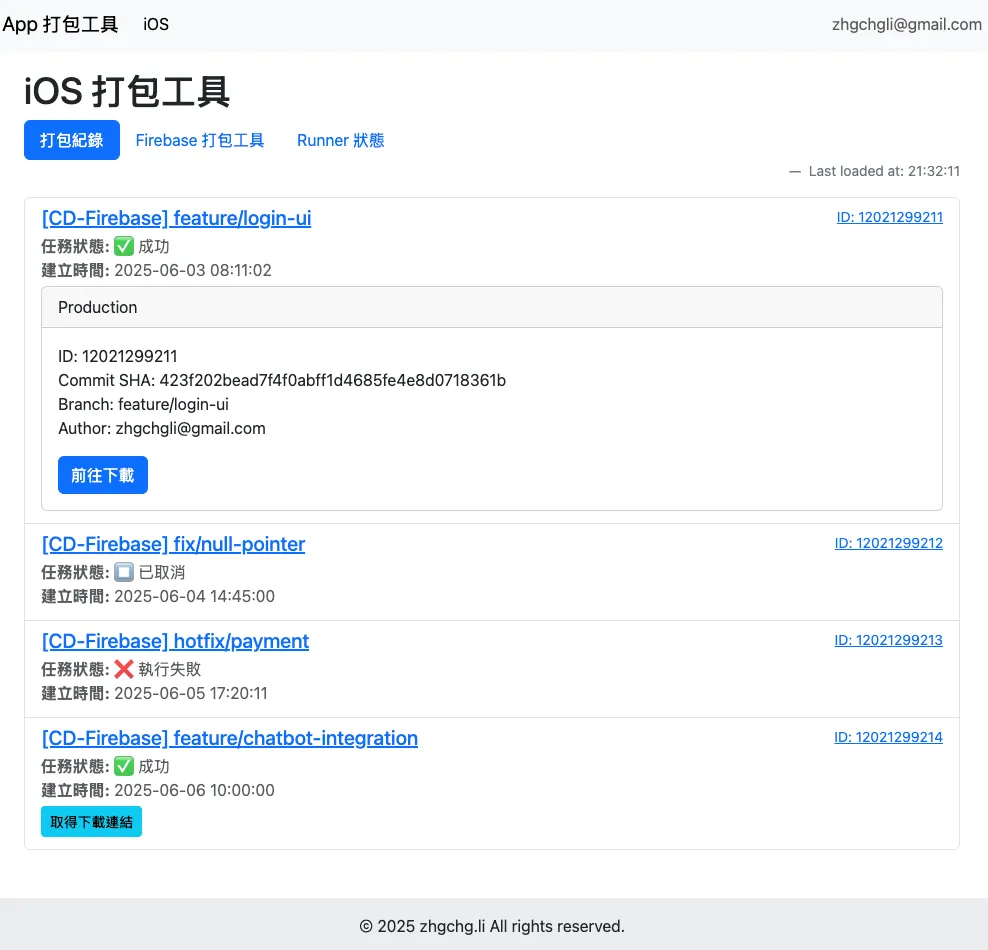 App 打包工具 iOS zhgchgli@gmail.com
iOS 打包工具
打包紀錄 Firebase 打包工具 Runner 狀態
— Last loaded at: 21:32:11
[CD-Firebase] feature/login-ui ID: 12021299211
任務狀態: ✅ 成功
建立時間: 2025-06-03 08:11:02
Production
ID: 12021299211
Commit SHA: 423f202bead7f4f0abff1d4685fe4e8d0718361b
Branch: feature/login-ui
Author: zhgchgli@gmail.com
前往下載
[CD-Firebase] fix/null-pointer ID: 12021299212
任務狀態: ⏹️ 已取消
建立時間: 2025-06-04 14:45:00
[CD-Firebase] hotfix/payment ID: 12021299213
任務狀態: ❌ 執行失敗
建立時間: 2025-06-05 17:20:11
[CD-Firebase] feature/chatbot-integration ID: 12021299214
任務狀態: ✅ 成功
建立時間: 2025-06-06 10:00:00
取得下載連結
© 2025 zhgchg.li All rights reserved.